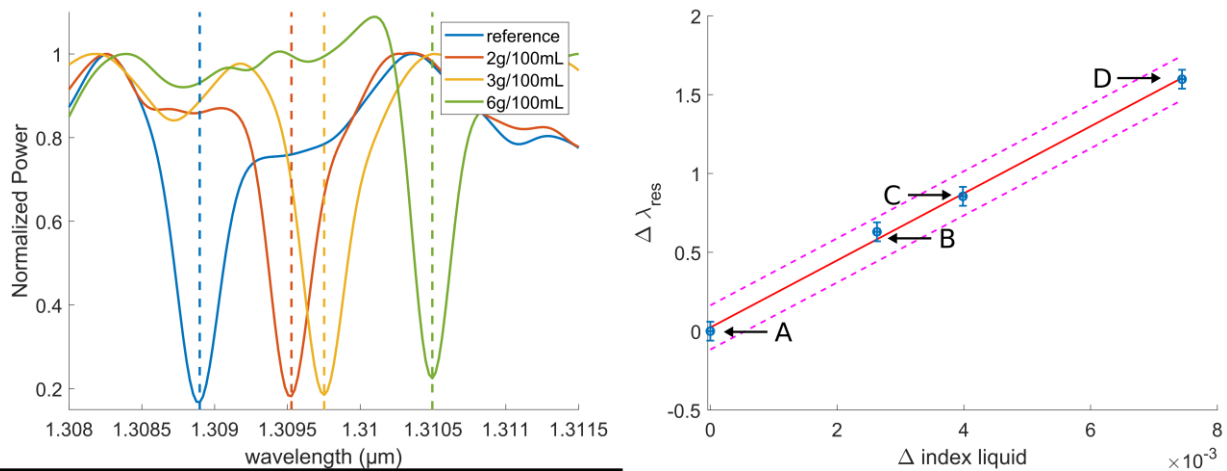 reference
2g/100mL
3g/100mL
6g/100mL
Normalized Power
1
0.8
0.6
0.4
0.2
1.308
1.3085
1.309
1.3095
1.31
1.3105
1.311
1.3115
wavelength (µm)
Δ λres
1.5
1
0.5
0
-0.5
A
B
C
D
0
2
4
6
8
×10-3
Δ index liquid